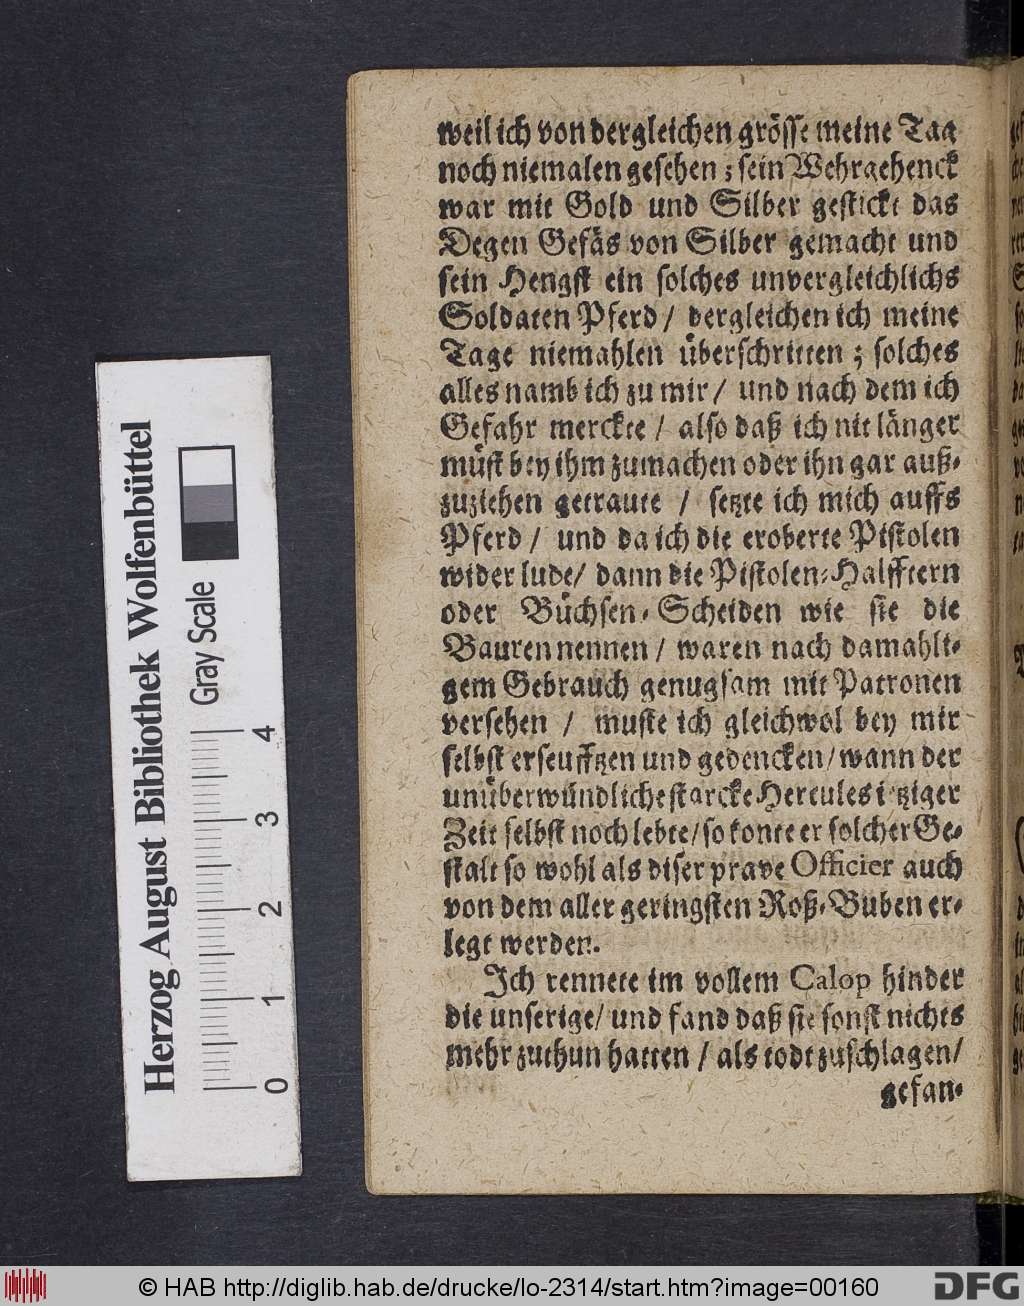 weil ich von dergleichen grösse meine Tag
noch niemalen gesehen ; sein Wehrgehenck
war mit Gold und Silber gestickt das
Degen Gefäs von Silber gemacht und
sein Hengst ein solches unvergleichlichs
Soldaten Pferd / dergleichen ich meine
Tage niemahlen überschritten ; solches
alles namb ich zu mir / und nach dem ich
Gefahr merckte / also daß ich nit länger
müst bey ihm zumachen oder ihn gar auß-
zuziehen getraute / setzte ich mich auffs
Pferd / und da ich die eroberte Pistolen
wider lude/ dann die Pistolen-Halfftern
oder Büchsen-Scheiden wie sie die
Bauren nennen / waren nach damahli-
gem Gebrauch genugsam mit Patronen
versehen / muste ich gleichwol bey mir
selbst erseufftzen und gedencken/ wann der
unüberwündliche starcke Hercules itziger
Zeit selbst noch lebte/ so konte er solcher Ge-
stalt so wohl als diser prave Officier auch
von dem aller geringsten Roß-Buben er-
legt werden.
Ich rennete im vollem Calop hinder
die unserige/ und fand daß sie sonst nichts
mehr zuthun hatten / als todt zuschlagen/
gefan-
Herzog August Bibliothek Wolfenbüttel
Gray Scale
0 1 2 3 4
© HAB http://diglib.hab.de/drucke/lo-2314/start.htm?image=00160
DFG